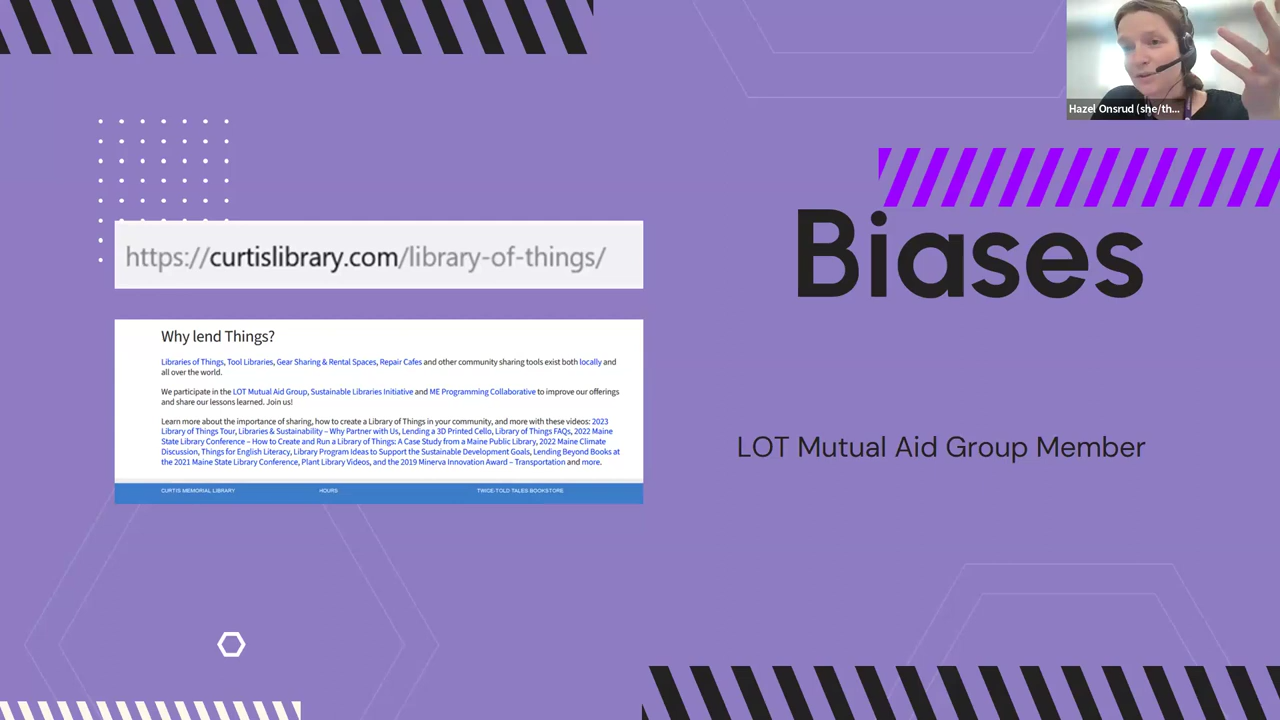 Hazel Onsrud (she/th...
https://curtislibrary.com/library-of-things/
Biases
LOT Mutual Aid Group Member
Why lend Things?
Libraries of Things, Tool Libraries, Gear Sharing & Rental Spaces, Repair Cafes and other community sharing tools exist both locally and
all over the world.
We participate in the LOT Mutual Aid Group, Sustainable Libraries Initiative and ME Programming Collaborative to improve our offerings
and share our lessons learned. Join us!
Learn more about the importance of sharing, how to create a Library of Things in your community, and more with these videos: 2023
Library of Things Tour, Libraries & Sustainability – Why Partner with Us, Lending a 3D Printed Cello, Library of Things FAQs, 2022 Maine
State Library Conference – How to Create and Run a Library of Things: A Case Study from a Maine Public Library, 2022 Maine Climate
Discussion, Things for English Literacy, Library Program Ideas to Support the Sustainable Development Goals, Lending Beyond Books at
the 2021 Maine State Library Conference, Plant Library Videos, and the 2019 Minerva Innovation Award – Transportation and more.
CURTIS MEMORIAL LIBRARY HOURS TWICE-TOLD TALES BOOKSTORE